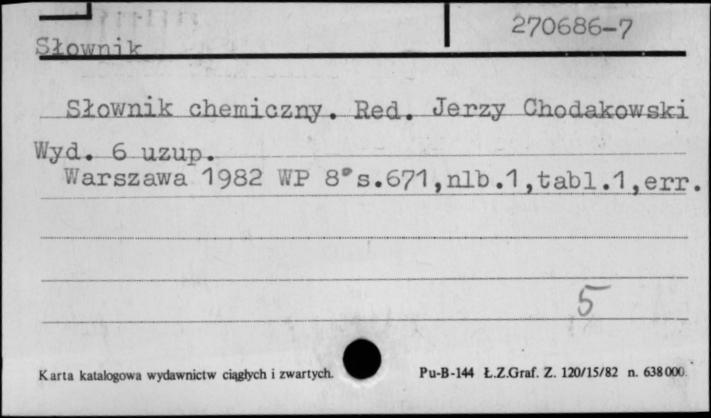 270686-7
Słownik
Słownik chemiczny. Red. Jerzy Chodakowski
Wyd. 6 uzup.
Warszawa 1982 WP 8° s.671,nlb.1,tabl.1,err.
5
Karta katalogowa wydawnictw ciągłych i zwartych.
Pu-B-144 Ł.Z.Graf. Z. 120/15/82 n. 638000